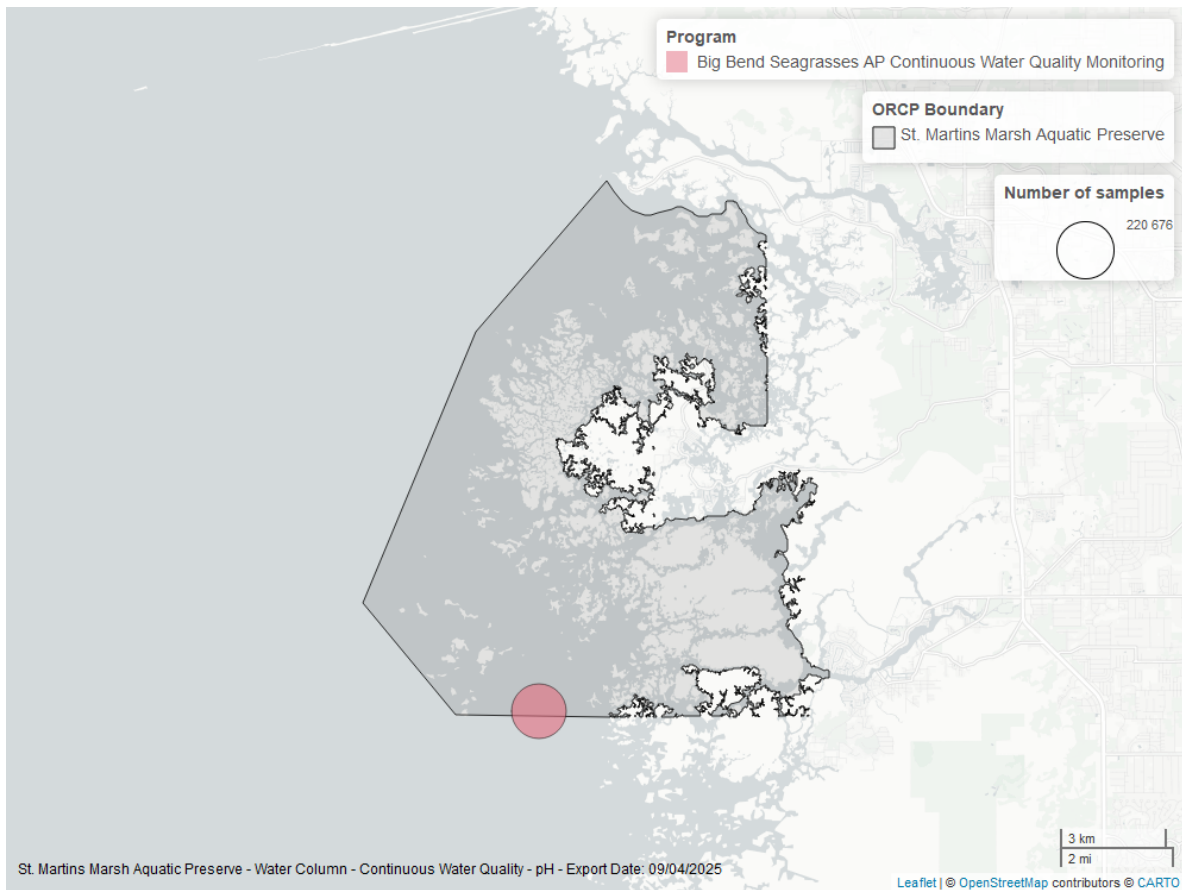 Program
Big Bend Seagrasses AP Continuous Water Quality Monitoring
ORCP Boundary
St. Martins Marsh Aquatic Preserve
Number of samples
220 676
3 km
2 mi
St. Martins Marsh Aquatic Preserve - Water Column - Continuous Water Quality - pH - Export Date: 09/04/2025
Leaflet | © OpenStreetMap contributors © CARTO